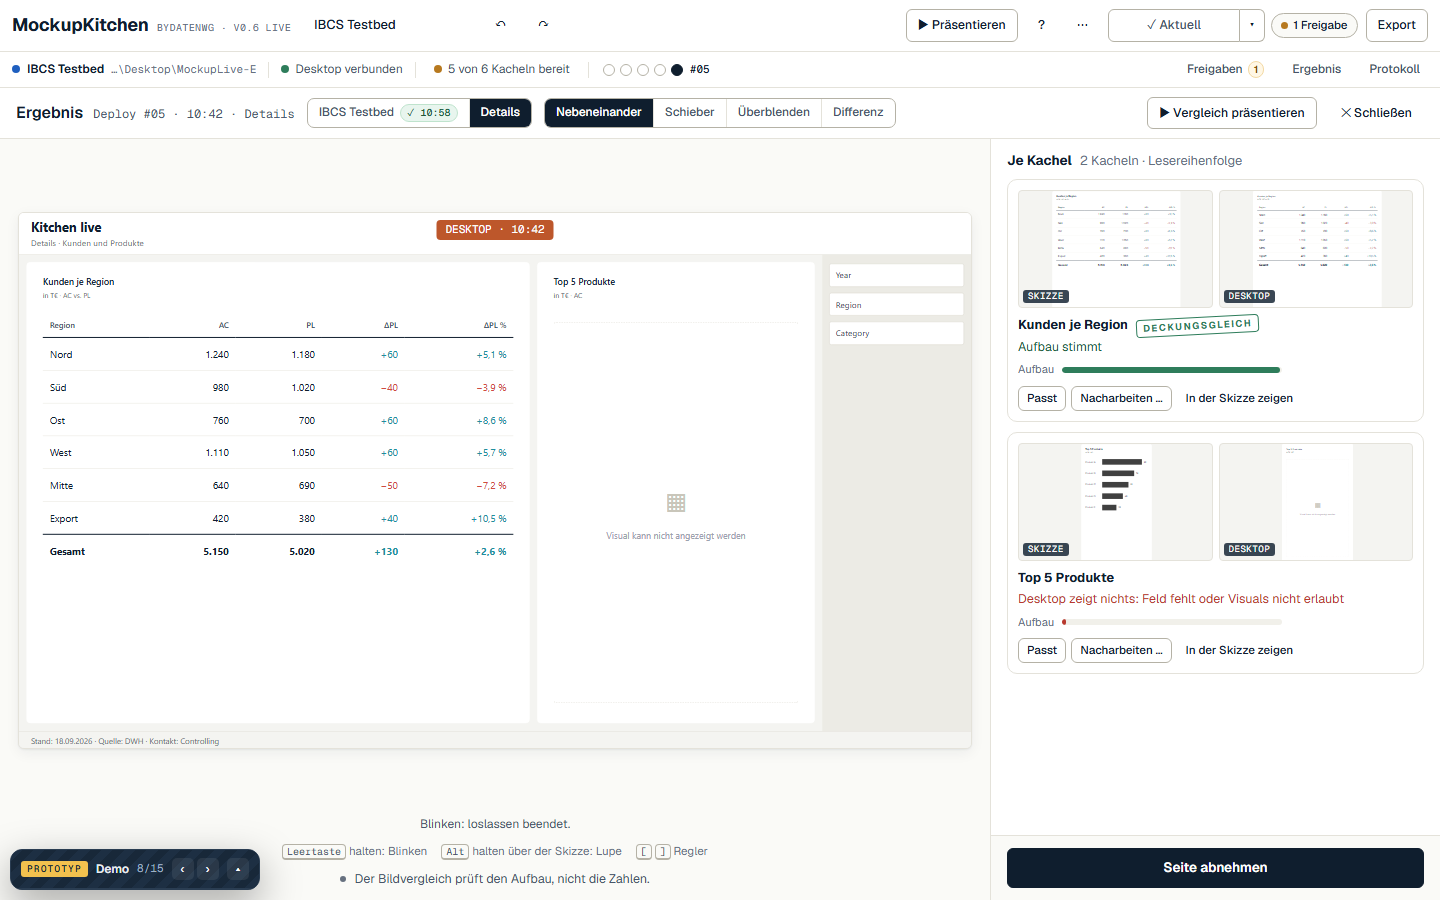 MockupKitchen BYDATENWG · V0.6 LIVE IBCS Testbed ▶ Präsentieren ? ··· ✓ Aktuell 1 Freigabe Export
IBCS Testbed …\Desktop\MockupLive-E Desktop verbunden 5 von 6 Kacheln bereit #05 Freigaben 1 Ergebnis Protokoll
Ergebnis Deploy #05 · 10:42 · Details IBCS Testbed ✓ 10:58 Details Nebeneinander Schieber Überblenden Differenz ▶ Vergleich präsentieren ✕ Schließen
Kitchen live
Details · Kunden und Produkte
DESKTOP · 10:42
Kunden je Region
in T€ · AC vs. PL
Region AC PL ΔPL ΔPL %
Nord 1.240 1.180 +60 +5,1 %
Süd 980 1.020 −40 −3,9 %
Ost 760 700 +60 +8,6 %
West 1.110 1.050 +60 +5,7 %
Mitte 640 690 −50 −7,2 %
Export 420 380 +40 +10,5 %
Gesamt 5.150 5.020 +130 +2,6 %
Top 5 Produkte
in T€ · AC
Visual kann nicht angezeigt werden
Year
Region
Category
Stand: 18.09.2026 · Quelle: DWH · Kontakt: Controlling
Blinken: loslassen beendet.
Leertaste halten: Blinken Alt halten über der Skizze: Lupe [ ] Regler
Der Bildvergleich prüft den Aufbau, nicht die Zahlen.
PROTOTYP Demo 8/15 ‹ ›
Je Kachel 2 Kacheln · Lesereihenfolge
SKIZZE DESKTOP
Kunden je Region DECKUNGSGLEICH
Aufbau stimmt
Aufbau
Passt Nacharbeiten … In der Skizze zeigen
SKIZZE DESKTOP
Top 5 Produkte
Desktop zeigt nichts: Feld fehlt oder Visuals nicht erlaubt
Aufbau
Passt Nacharbeiten … In der Skizze zeigen
Seite abnehmen